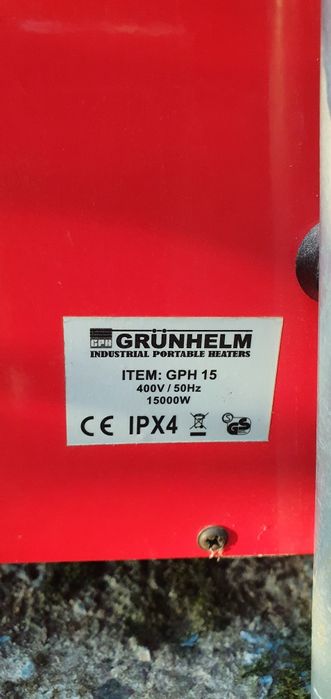 GPH GRÜNHELM
INDUSTRIAL PORTABLE HEATERS
ITEM: GPH 15
400V / 50Hz
15000W
CE IPX4 GS